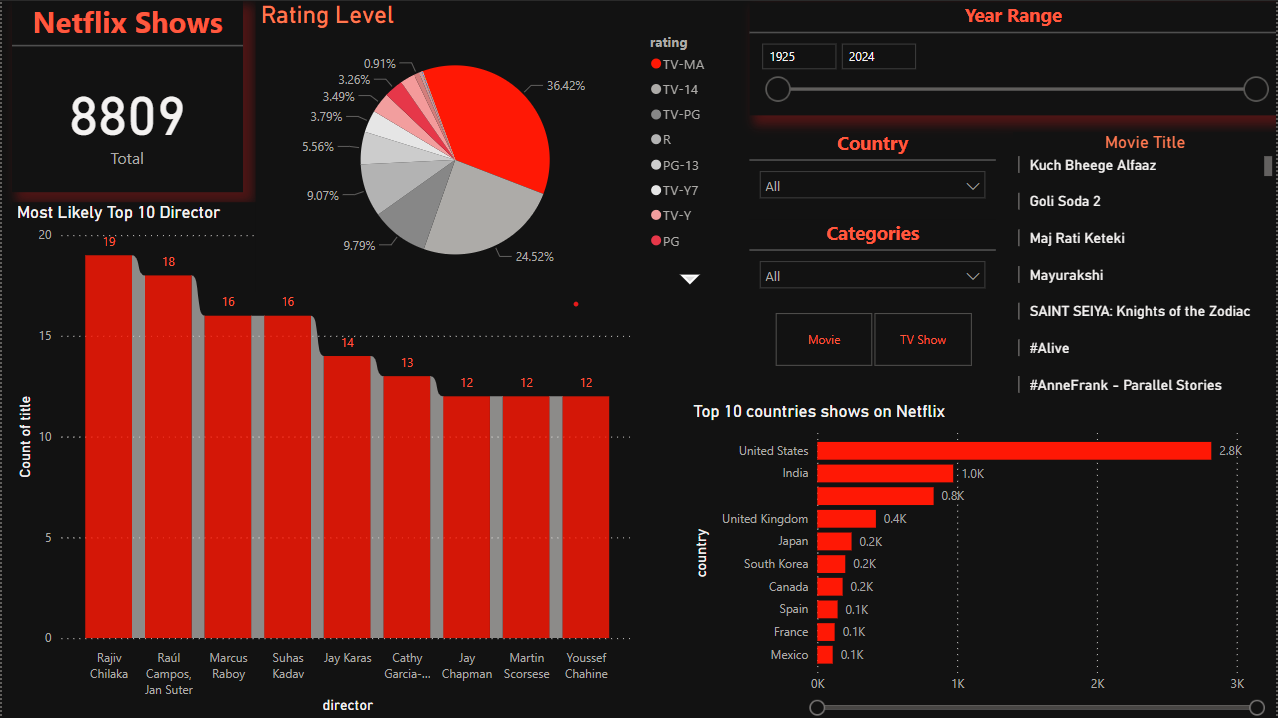 Netflix Shows
8809
Total
Rating Level
0.91%
3.26%
3.49%
3.79%
5.56%
9.07%
9.79%
24.52%
36.42%
rating
TV-MA
TV-14
TV-PG
R
PG-13
TV-Y7
TV-Y
PG
Year Range
1925
2024
Country
All
Categories
All
Movie
TV Show
Movie Title
Kuch Bheege Alfaaz
Goli Soda 2
Maj Rati Keteki
Mayurakshi
SAINT SEIYA: Knights of the Zodiac
#Alive
#AnneFrank - Parallel Stories
Most Likely Top 10 Director
Count of title
20
15
10
5
0
19
18
16
16
14
13
12
12
12
Rajiv
Chilaka
Raúl
Campos,
Jan Suter
Marcus
Raboy
Suhas
Kadav
Jay Karas
Cathy
Garcia-...
Jay
Chapman
Martin
Scorsese
Youssef
Chahine
director
Top 10 countries shows on Netflix
country
United States 2.8K
India 1.0K
0.8K
United Kingdom 0.4K
Japan 0.2K
South Korea 0.2K
Canada 0.2K
Spain 0.1K
France 0.1K
Mexico 0.1K
0K 1K 2K 3K